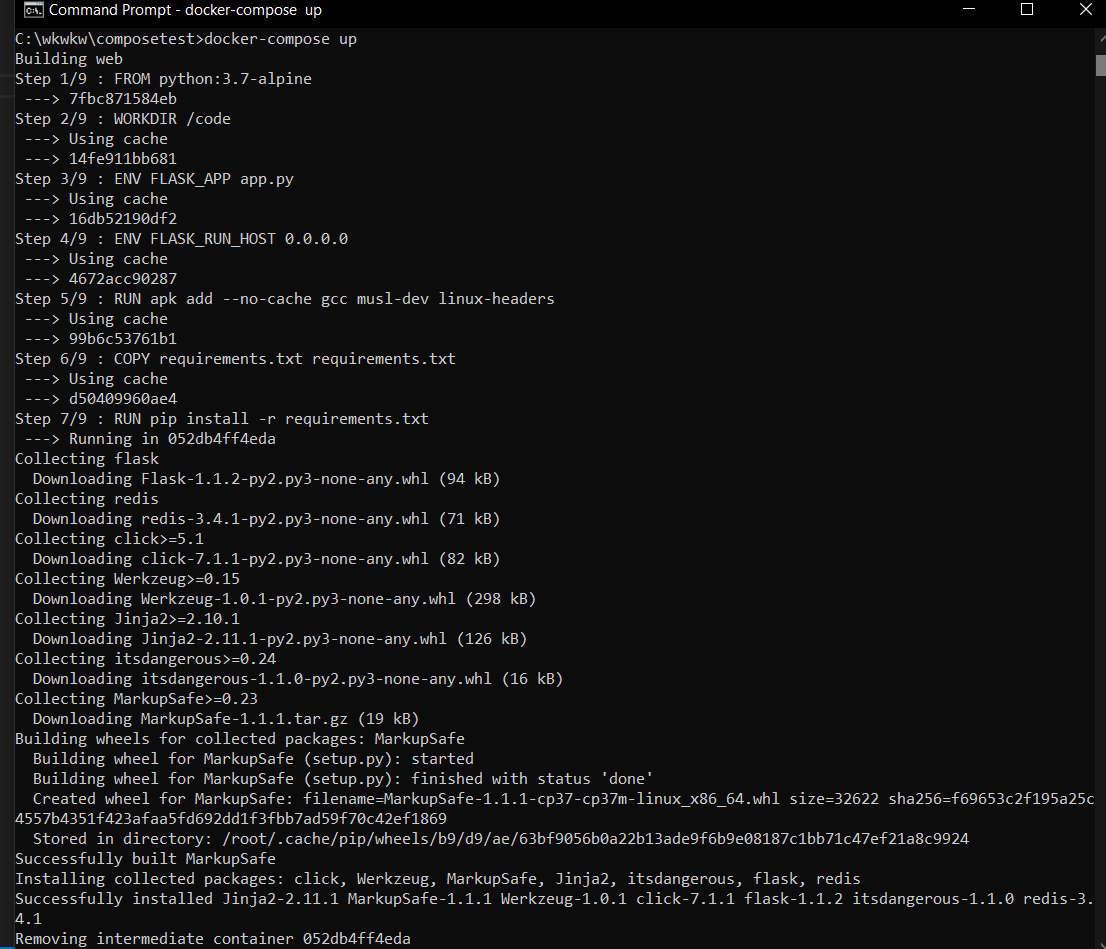 Command Prompt - docker-compose up
C:\wkwkw\composetest>docker-compose up
Building web
Step 1/9 : FROM python:3.7-alpine
 ---> 7fbc871584eb
Step 2/9 : WORKDIR /code
 ---> Using cache
 ---> 14fe911bb681
Step 3/9 : ENV FLASK_APP app.py
 ---> Using cache
 ---> 16db52190df2
Step 4/9 : ENV FLASK_RUN_HOST 0.0.0.0
 ---> Using cache
 ---> 4672acc90287
Step 5/9 : RUN apk add --no-cache gcc musl-dev linux-headers
 ---> Using cache
 ---> 99b6c53761b1
Step 6/9 : COPY requirements.txt requirements.txt
 ---> Using cache
 ---> d50409960ae4
Step 7/9 : RUN pip install -r requirements.txt
 ---> Running in 052db4ff4eda
Collecting flask
  Downloading Flask-1.1.2-py2.py3-none-any.whl (94 kB)
Collecting redis
  Downloading redis-3.4.1-py2.py3-none-any.whl (71 kB)
Collecting click>=5.1
  Downloading click-7.1.1-py2.py3-none-any.whl (82 kB)
Collecting Werkzeug>=0.15
  Downloading Werkzeug-1.0.1-py2.py3-none-any.whl (298 kB)
Collecting Jinja2>=2.10.1
  Downloading Jinja2-2.11.1-py2.py3-none-any.whl (126 kB)
Collecting itsdangerous>=0.24
  Downloading itsdangerous-1.1.0-py2.py3-none-any.whl (16 kB)
Collecting MarkupSafe>=0.23
  Downloading MarkupSafe-1.1.1.tar.gz (19 kB)
Building wheels for collected packages: MarkupSafe
  Building wheel for MarkupSafe (setup.py): started
  Building wheel for MarkupSafe (setup.py): finished with status 'done'
  Created wheel for MarkupSafe: filename=MarkupSafe-1.1.1-cp37-cp37m-linux_x86_64.whl size=32622 sha256=f69653c2f195a25c
4557b4351f423afaa5fd692dd1f3fbb7ad59f70c42ef1869
  Stored in directory: /root/.cache/pip/wheels/b9/d9/ae/63bf9056b0a22b13ade9f6b9e08187c1bb71c47ef21a8c9924
Successfully built MarkupSafe
Installing collected packages: click, Werkzeug, MarkupSafe, Jinja2, itsdangerous, flask, redis
Successfully installed Jinja2-2.11.1 MarkupSafe-1.1.1 Werkzeug-1.0.1 click-7.1.1 flask-1.1.2 itsdangerous-1.1.0 redis-3.
4.1
Removing intermediate container 052db4ff4eda